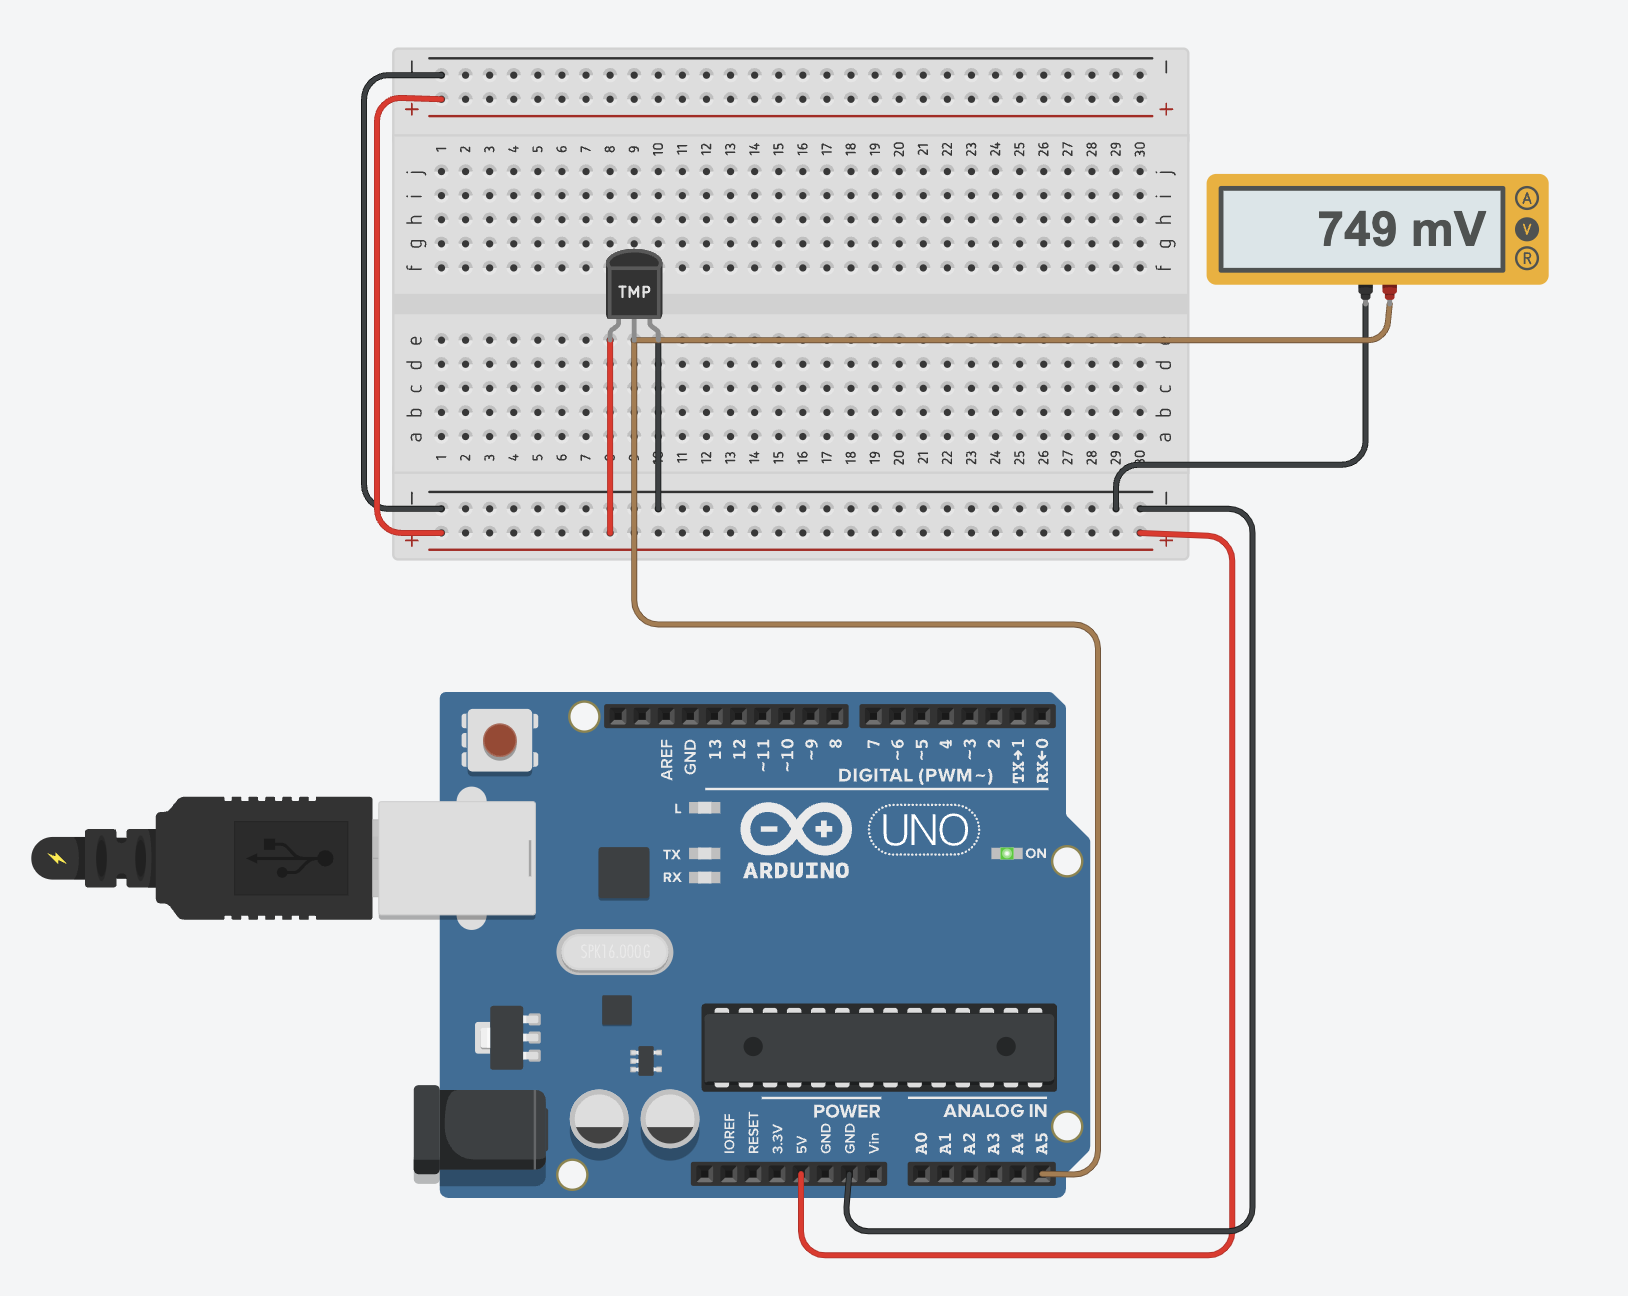 − −
+ +
1 2 3 4 5 6 7 8 9 10 11 12 13 14 15 16 17 18 19 20 21 22 23 24 25 26 27 28 29 30
j j
i i
h h
g g
f f
749 mV
A
V
R
TMP
e
d d
c c
b b
a a
1 2 3 4 5 6 7 11 12 13 14 15 16 17 18 19 20 21 22 23 24 25 26 27 28 29 30
− −
+ +
AREF GND 13 12 ~11 ~10 ~9 8 7 ~6 ~5 4 ~3 2 TX→1 RX←0
DIGITAL (PWM~)
L
UNO
TX
ON
ARDUINO
RX
SPK16.000G
POWER ANALOG IN
IOREF RESET 3.3V 5V GND GND Vin A0 A1 A2 A3 A4 A5